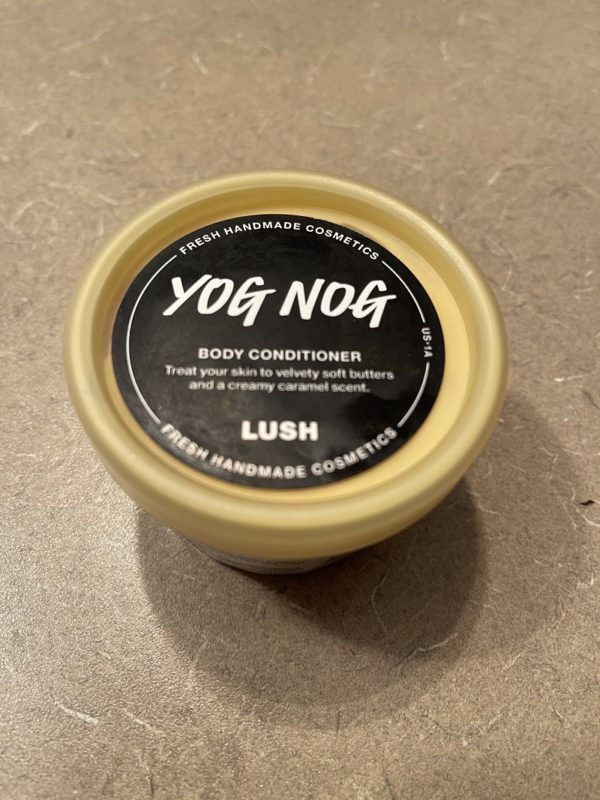 FRESH HANDMADE COSMETICS
YOG NOG
US-1A
BODY CONDITIONER
Treat your skin to velvety soft butters
and a creamy caramel scent.
LUSH
FRESH HANDMADE COSMETICS